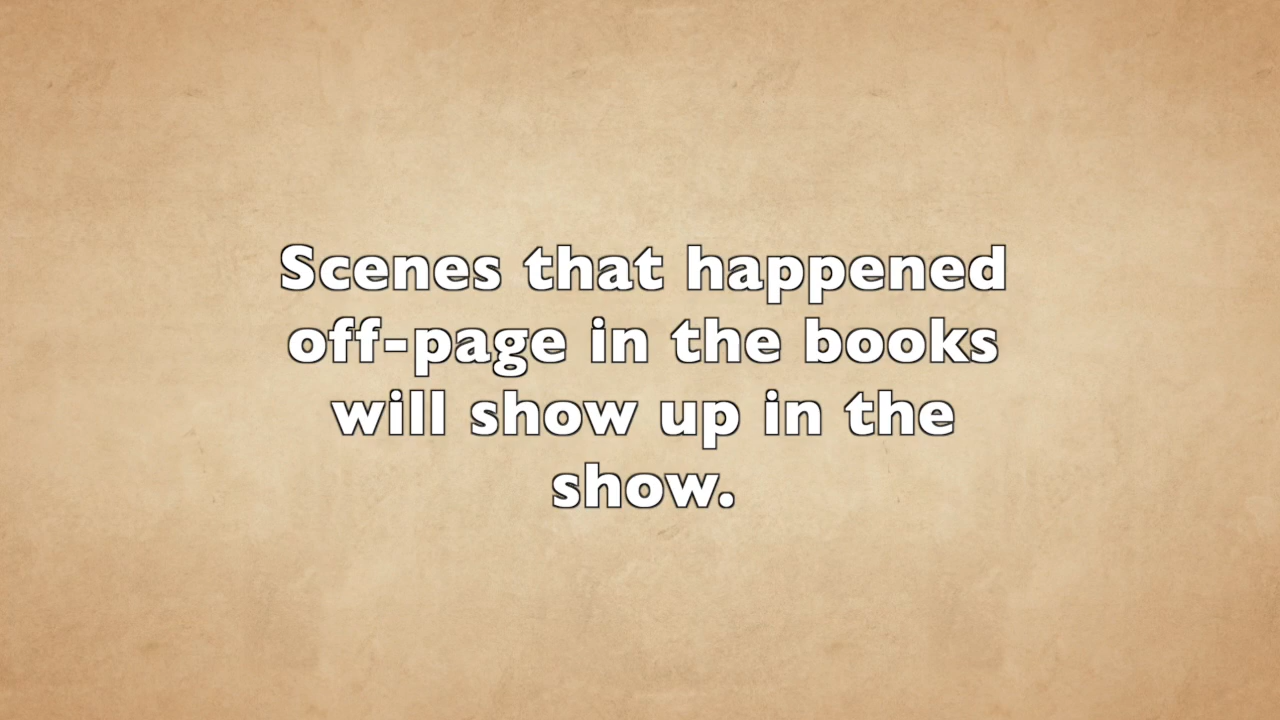 Scenes that happened
off-page in the books
will show up in the
show.